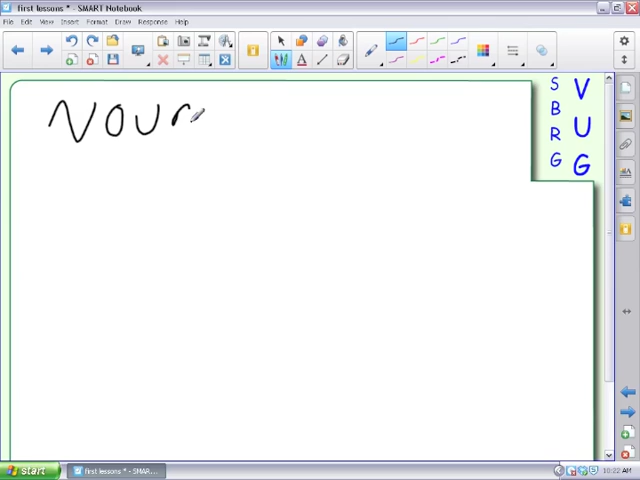 first lessons * - SMART Notebook
File Edit View Insert Format Draw Response Help
Nour
S
B
R
G
V
U
G
start
first lessons * - SMAR...
10:22 AM